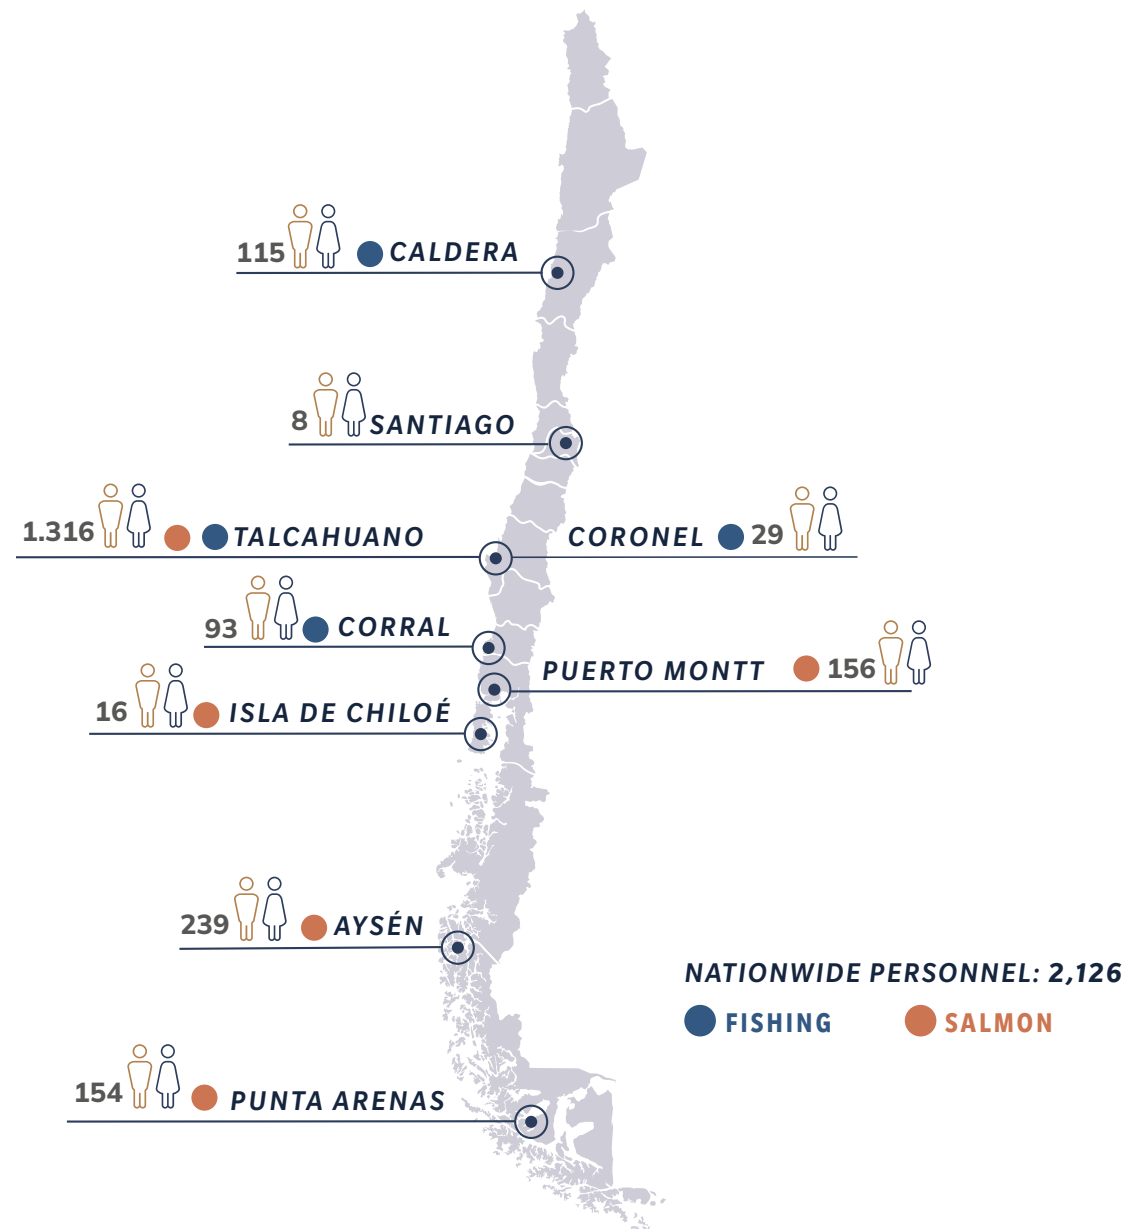 115 CALDERA
8 SANTIAGO
1.316 TALCAHUANO
CORONEL 29
93 CORRAL
PUERTO MONTT 156
16 ISLA DE CHILOÉ
239 AYSÉN
NATIONWIDE PERSONNEL: 2,126
FISHING SALMON
154 PUNTA ARENAS